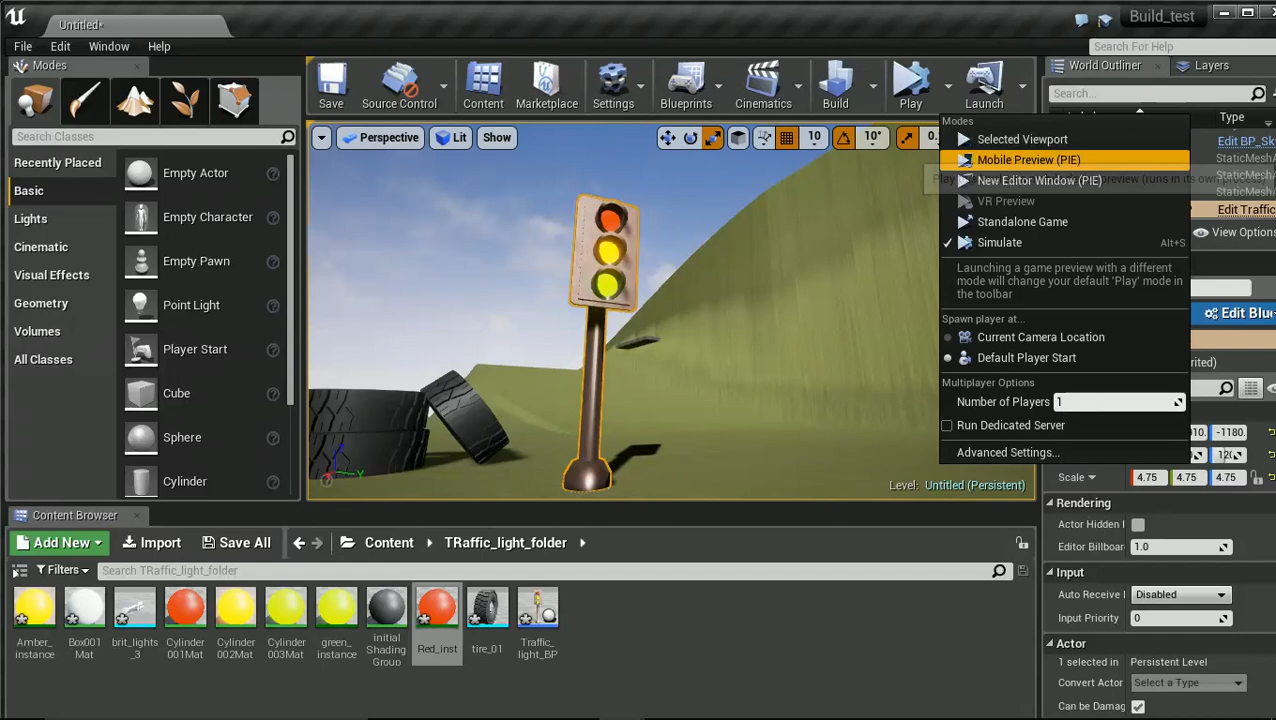 Untitled*
Build_test
File Edit Window Help
Search For Help
Modes
World Outliner
Layers
Save
Source Control
Content
Marketplace
Settings
Blueprints
Cinematics
Build
Play
Launch
Search...
Type
Search Classes
Perspective
Lit
Show
10
10°
Modes
Selected Viewport
Mobile Preview (PIE)
New Editor Window (PIE)
VR Preview
Standalone Game
Simulate Alt+S
Launching a game preview with a different
mode will change your default 'Play' mode in
the toolbar
Spawn player at...
Current Camera Location
Default Player Start
Multiplayer Options
Number of Players 1
Run Dedicated Server
Advanced Settings...
Recently Placed
Basic
Lights
Cinematic
Visual Effects
Geometry
Volumes
All Classes
Empty Actor
Empty Character
Empty Pawn
Point Light
Player Start
Cube
Sphere
Cylinder
Edit BP_Sk
StaticMesh
StaticMesh
Edit Traffic
View Options
Edit Blu
-1180.
Scale 4.75 4.75 4.75
Level: Untitled (Persistent)
Rendering
Actor Hidden I
Editor Billboar 1.0
Input
Auto Receive I Disabled
Input Priority 0
Actor
1 selected in Persistent Level
Convert Actor Select a Type
Can be Damag
Content Browser
Add New
Import
Save All
Content
TRaffic_light_folder
Filters
Search TRaffic_light_folder
Amber_
instance
Box001
Mat
brit_lights
_3
Cylinder
001Mat
Cylinder
002Mat
Cylinder
003Mat
green_
instance
initial
Shading
Group
Red_inst
tire_01
Traffic_
light_BP